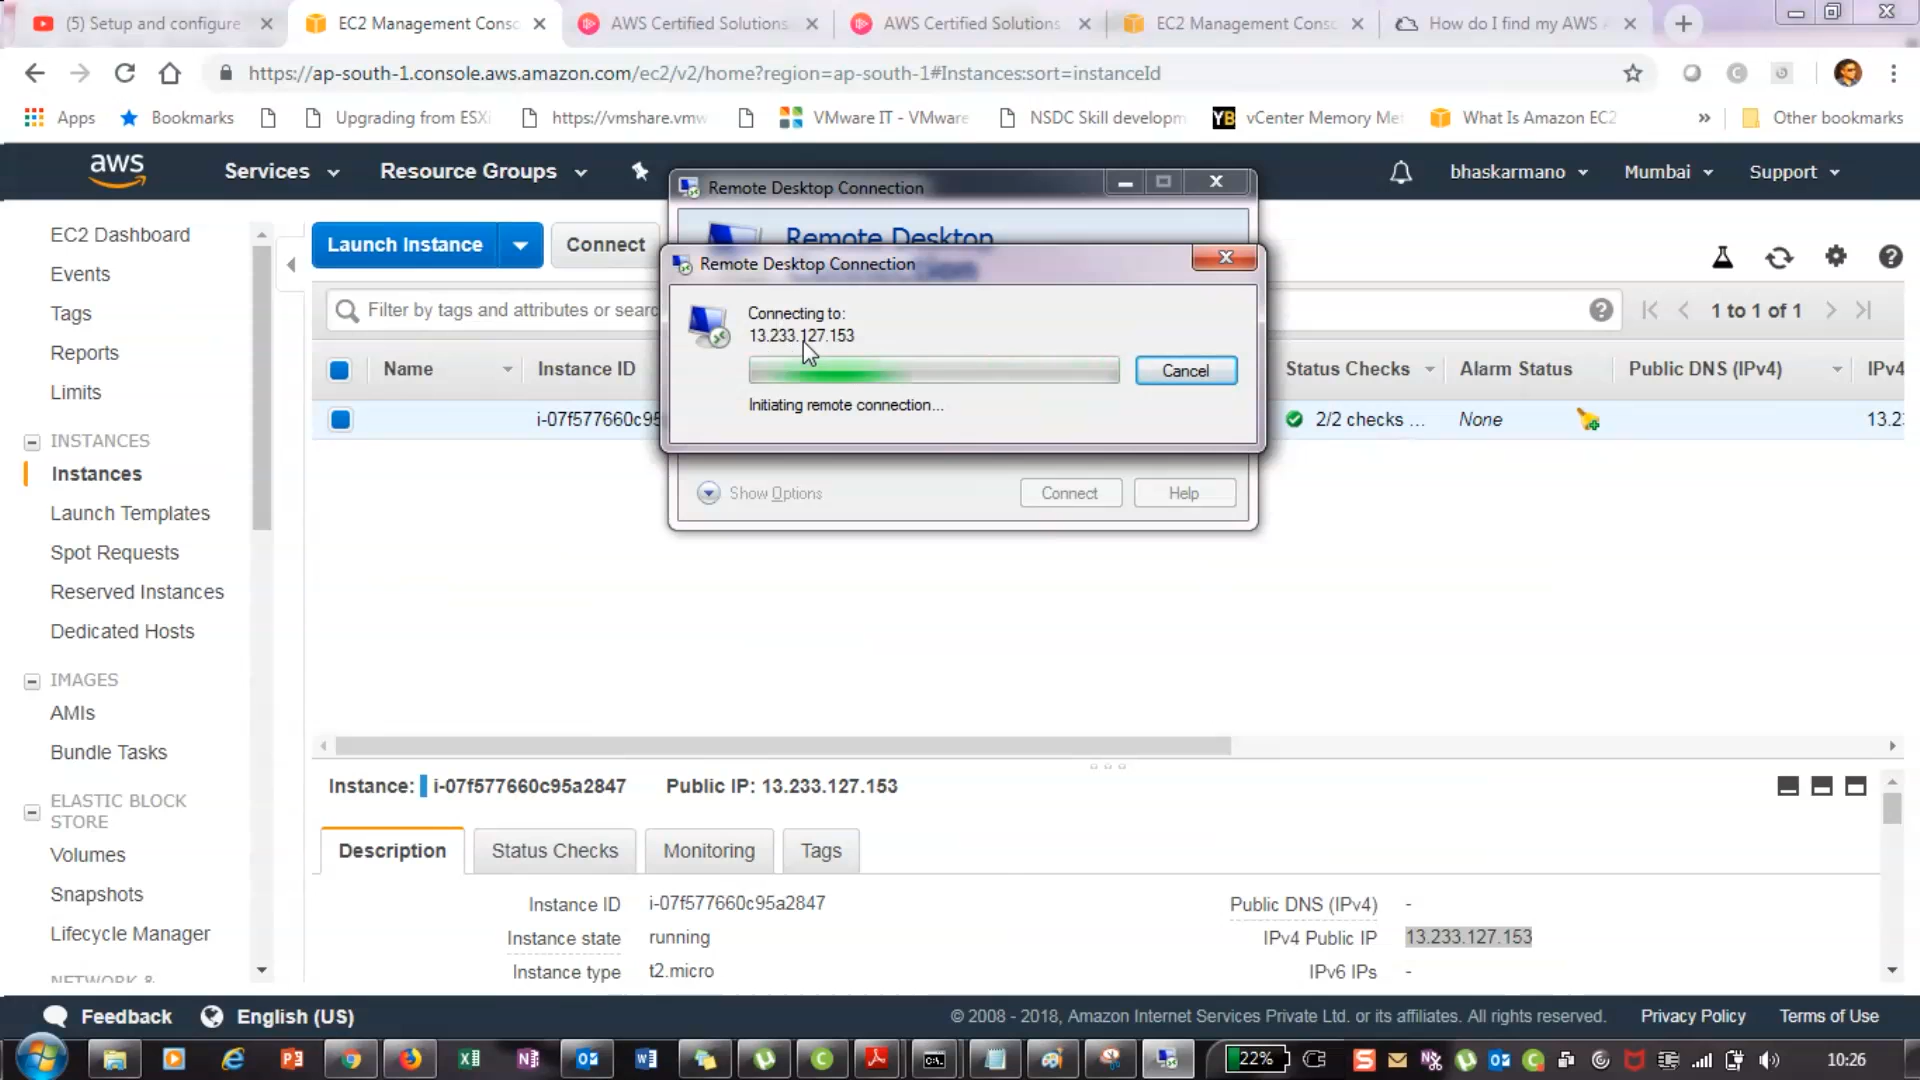 (5) Setup and configure
EC2 Management Conso
AWS Certified Solutions
AWS Certified Solutions
EC2 Management Conso
How do I find my AWS A
https://ap-south-1.console.aws.amazon.com/ec2/v2/home?region=ap-south-1#Instances:sort=instanceId
Apps
Bookmarks
Upgrading from ESXi
https://vmshare.vmw
VMware IT - VMware
NSDC Skill developm
YB
vCenter Memory Me
What Is Amazon EC2
»
Other bookmarks
aws
Services
Resource Groups
bhaskarmano
Mumbai
Support
Remote Desktop Connection
Remote Desktop
Remote Desktop Connection
Connecting to:
13.233.127.153
Cancel
Initiating remote connection...
Show Options
Connect
Help
EC2 Dashboard
Events
Tags
Reports
Limits
INSTANCES
Instances
Launch Templates
Spot Requests
Reserved Instances
Dedicated Hosts
IMAGES
AMIs
Bundle Tasks
ELASTIC BLOCK
STORE
Volumes
Snapshots
Lifecycle Manager
NETWORK &
Launch Instance
Connect
Filter by tags and attributes or searc
1 to 1 of 1
Name
Instance ID
Status Checks
Alarm Status
Public DNS (IPv4)
IPv4
i-07f577660c95
2/2 checks ...
None
13.23
Instance: i-07f577660c95a2847 Public IP: 13.233.127.153
Description
Status Checks
Monitoring
Tags
Instance ID i-07f577660c95a2847
Public DNS (IPv4) -
Instance state running
IPv4 Public IP 13.233.127.153
Instance type t2.micro
IPv6 IPs -
Feedback
English (US)
© 2008 - 2018, Amazon Internet Services Private Ltd. or its affiliates. All rights reserved.
Privacy Policy
Terms of Use
22%
10:26